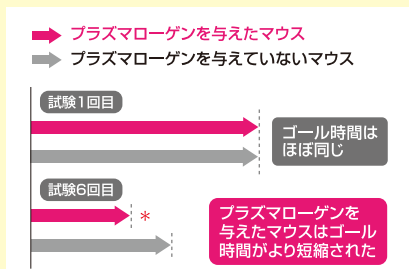 プラズマローゲンを与えたマウス
プラズマローゲンを与えていないマウス
試験1回目
ゴール時間は
ほぼ同じ
試験6回目
*
プラズマローゲンを
与えたマウスはゴール
時間がより短縮された